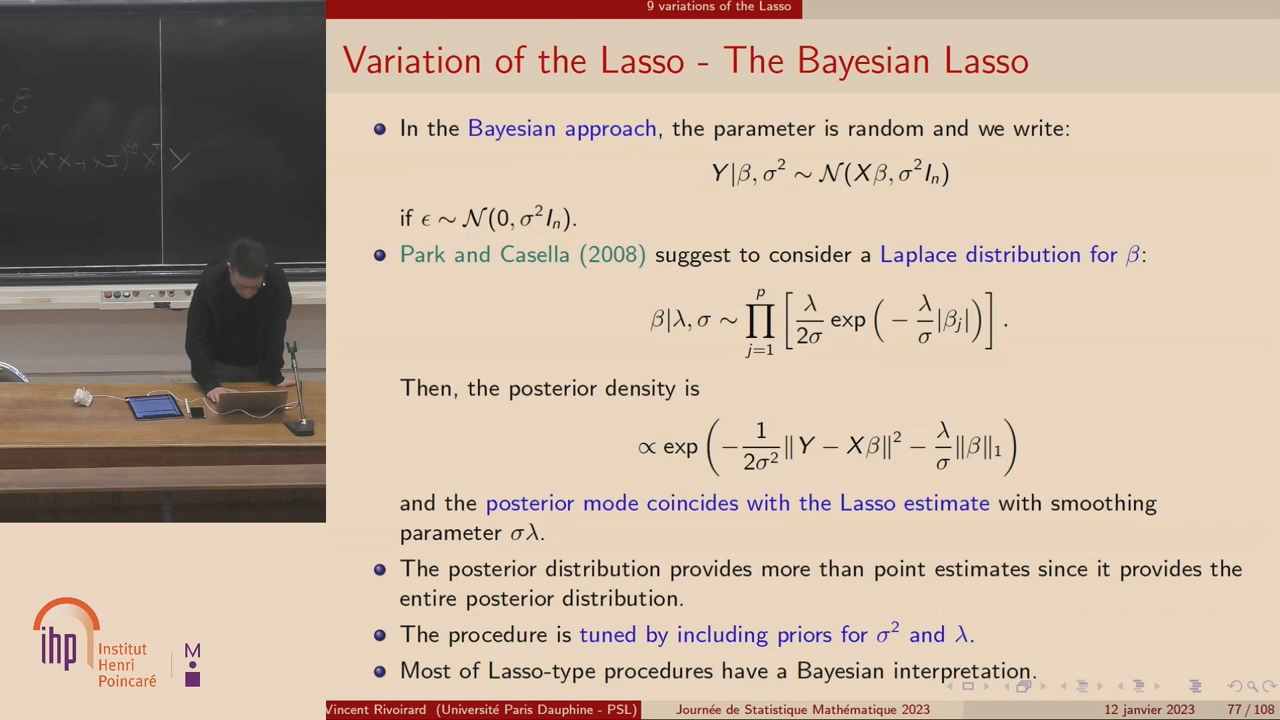 9 variations of the Lasso
Variation of the Lasso - The Bayesian Lasso
In the Bayesian approach, the parameter is random and we write:
Y|β, σ² ∼ 𝒩(Xβ, σ²Iₙ)
if ϵ ∼ 𝒩(0, σ²Iₙ).
Park and Casella (2008) suggest to consider a Laplace distribution for β:
β|λ, σ ∼ ∏_{j=1}^{p} [ λ/2σ exp ( − λ/σ |βⱼ| ) ] .
Then, the posterior density is
∝ exp ( − 1/2σ² ‖Y − Xβ‖² − λ/σ ‖β‖₁ )
and the posterior mode coincides with the Lasso estimate with smoothing
parameter σλ.
The posterior distribution provides more than point estimates since it provides the
entire posterior distribution.
The procedure is tuned by including priors for σ² and λ.
Most of Lasso-type procedures have a Bayesian interpretation.
ihp
Institut
Henri
Poincaré
M
Vincent Rivoirard (Université Paris Dauphine - PSL)
Journée de Statistique Mathématique 2023
12 janvier 2023
77 / 108